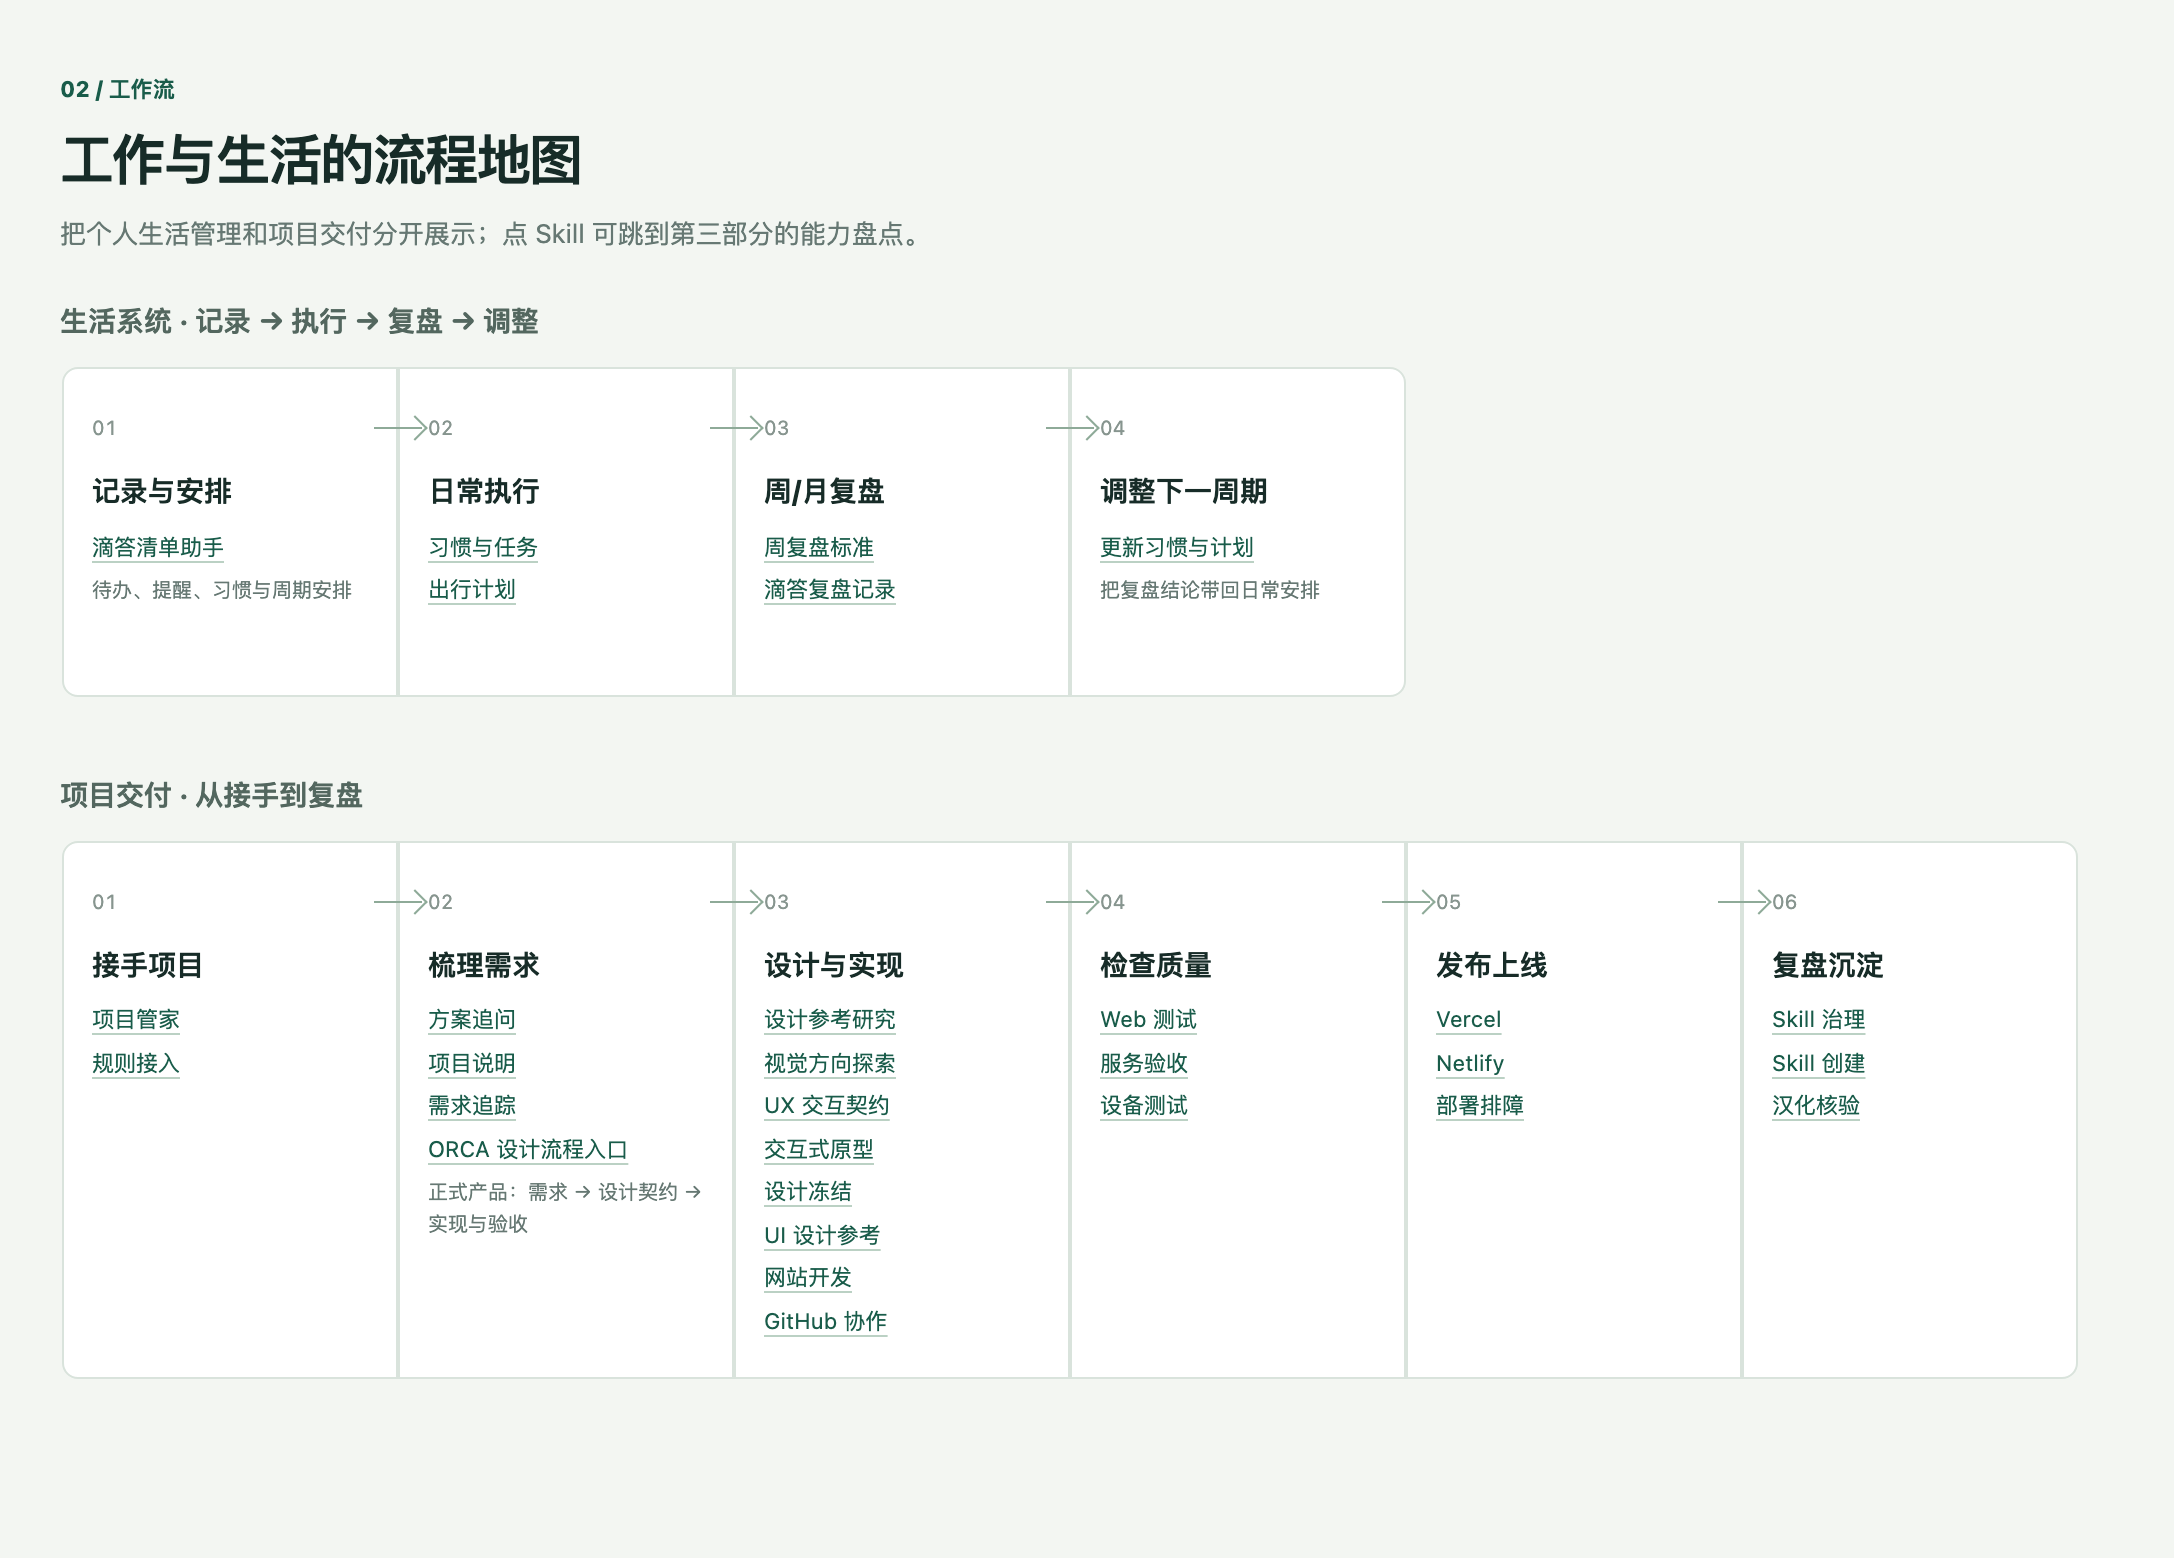 02 / 工作流
工作与生活的流程地图
把个人生活管理和项目交付分开展示；点 Skill 可跳到第三部分的能力盘点。
生活系统 · 记录 → 执行 → 复盘 → 调整
01
记录与安排
滴答清单助手
待办、提醒、习惯与周期安排
02
日常执行
习惯与任务
出行计划
03
周/月复盘
周复盘标准
滴答复盘记录
04
调整下一周期
更新习惯与计划
把复盘结论带回日常安排
项目交付 · 从接手到复盘
01
接手项目
项目管家
规则接入
02
梳理需求
方案追问
项目说明
需求追踪
ORCA 设计流程入口
正式产品：需求 → 设计契约 →
实现与验收
03
设计与实现
设计参考研究
视觉方向探索
UX 交互契约
交互式原型
设计冻结
UI 设计参考
网站开发
GitHub 协作
04
检查质量
Web 测试
服务验收
设备测试
05
发布上线
Vercel
Netlify
部署排障
06
复盘沉淀
Skill 治理
Skill 创建
汉化核验